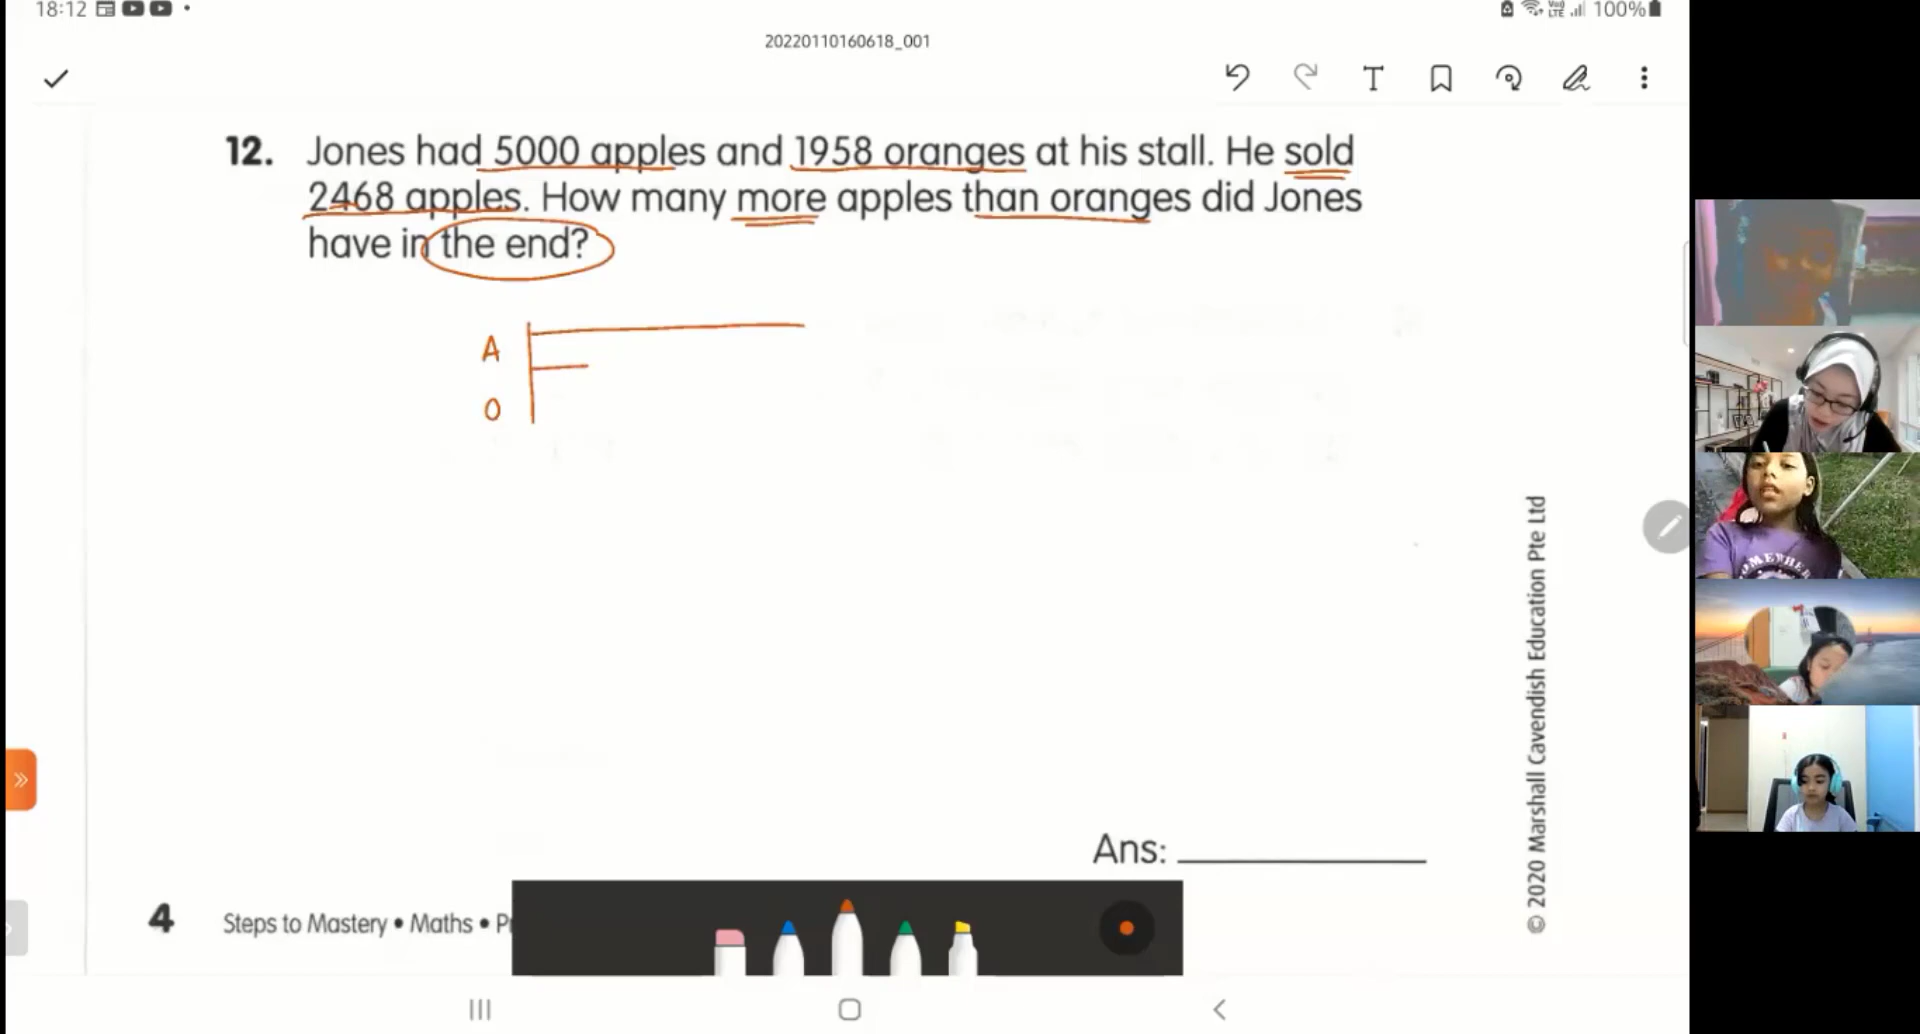 18:12
100%
20220110160618_001
T
12. Jones had 5000 apples and 1958 oranges at his stall. He sold
2468 apples. How many more apples than oranges did Jones
have in the end?
A
O
Ans:
© 2020 Marshall Cavendish Education Pte Ltd
4 Steps to Mastery • Maths •